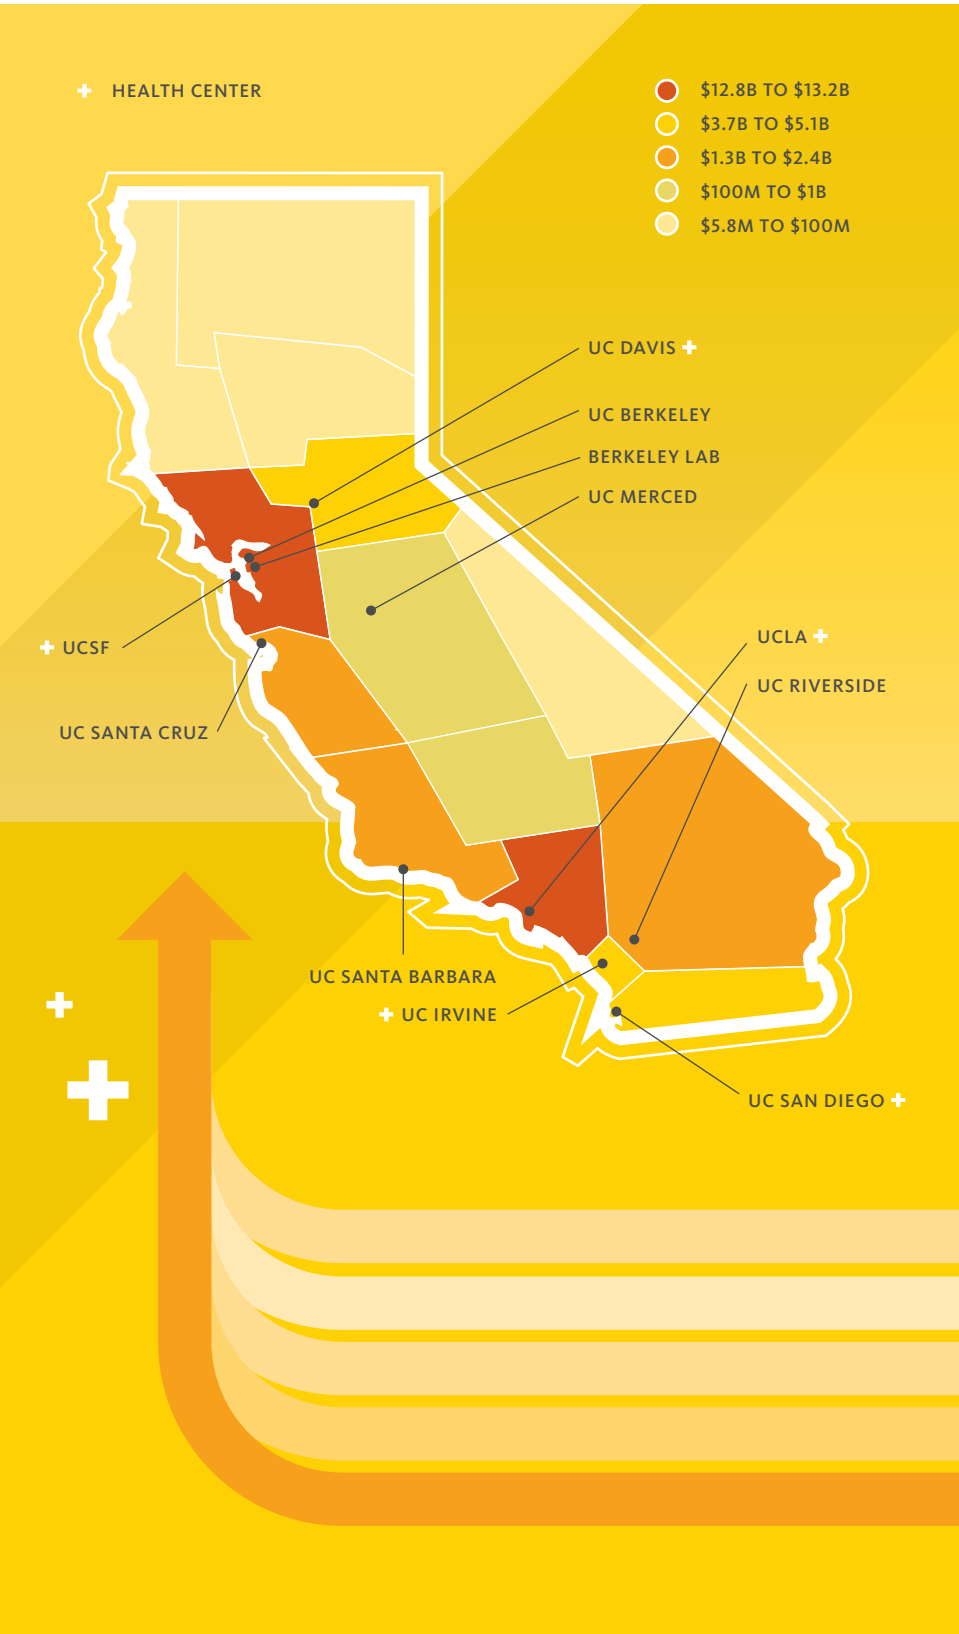 HEALTH CENTER
$12.8B TO $13.2B
$3.7B TO $5.1B
$1.3B TO $2.4B
$100M TO $1B
$5.8M TO $100M
UC DAVIS
UC BERKELEY
BERKELEY LAB
UC MERCED
UCSF
UCLA
UC RIVERSIDE
UC SANTA CRUZ
UC SANTA BARBARA
UC IRVINE
UC SAN DIEGO